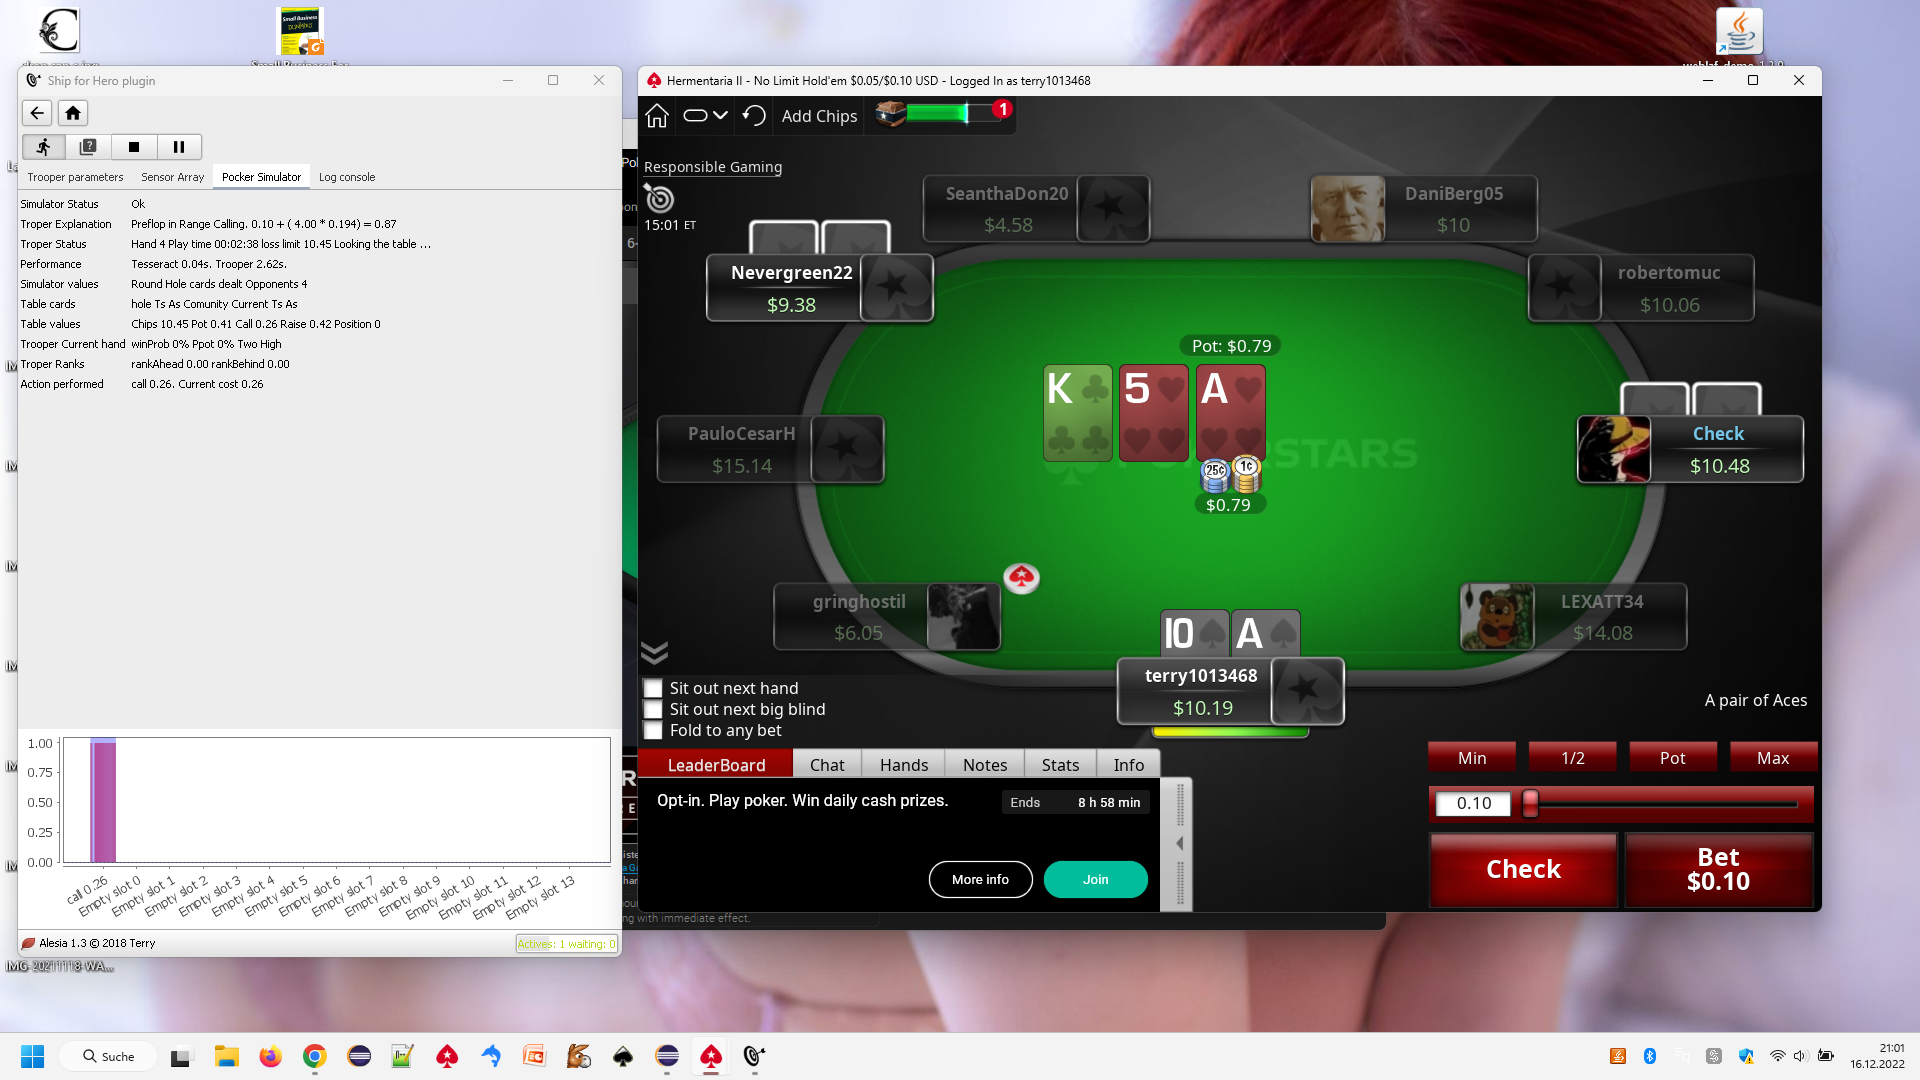 Small Business
DUMMIES
Ship for Hero plugin
Trooper parameters
Sensor Array
Pocker Simulator
Log console
Simulator Status Ok
Troper Explanation Preflop in Range Calling. 0.10 + ( 4.00 * 0.194) = 0.87
Troper Status Hand 4 Play time 00:02:38 loss limit 10.45 Looking the table ...
Performance Tesseract 0.04s. Trooper 2.62s.
Simulator values Round Hole cards dealt Opponents 4
Table cards hole Ts As Comunity Current Ts As
Table values Chips 10.45 Pot 0.41 Call 0.26 Raise 0.42 Position 0
Trooper Current hand winProb 0% Ppot 0% Two High
Troper Ranks rankAhead 0.00 rankBehind 0.00
Action performed call 0.26. Current cost 0.26
1.00
0.75
0.50
0.25
0.00
call 0.26
Empty slot 0
Empty slot 1
Empty slot 2
Empty slot 3
Empty slot 4
Empty slot 5
Empty slot 6
Empty slot 7
Empty slot 8
Empty slot 9
Empty slot 10
Empty slot 11
Empty slot 12
Empty slot 13
Alesia 1.3 © 2018 Terry
Actives: 1 waiting: 0
IMG-20211118-WA...
Hermentaria II - No Limit Hold'em $0.05/$0.10 USD - Logged In as terry1013468
Add Chips
1
Responsible Gaming
15:01 ET
SeanthaDon20
$4.58
DaniBerg05
$10
Nevergreen22
$9.38
robertomuc
$10.06
Pot: $0.79
K
5
A
STARS
25¢
1¢
$0.79
PauloCesarH
$15.14
Check
$10.48
gringhostil
$6.05
LEXATT34
$14.08
10
A
terry1013468
$10.19
Sit out next hand
Sit out next big blind
Fold to any bet
A pair of Aces
LeaderBoard
Chat
Hands
Notes
Stats
Info
Opt-in. Play poker. Win daily cash prizes.
Ends 8 h 58 min
More info
Join
Min
1/2
Pot
Max
0.10
Check
Bet
$0.10
ng with immediate effect.
Suche
21:01
16.12.2022